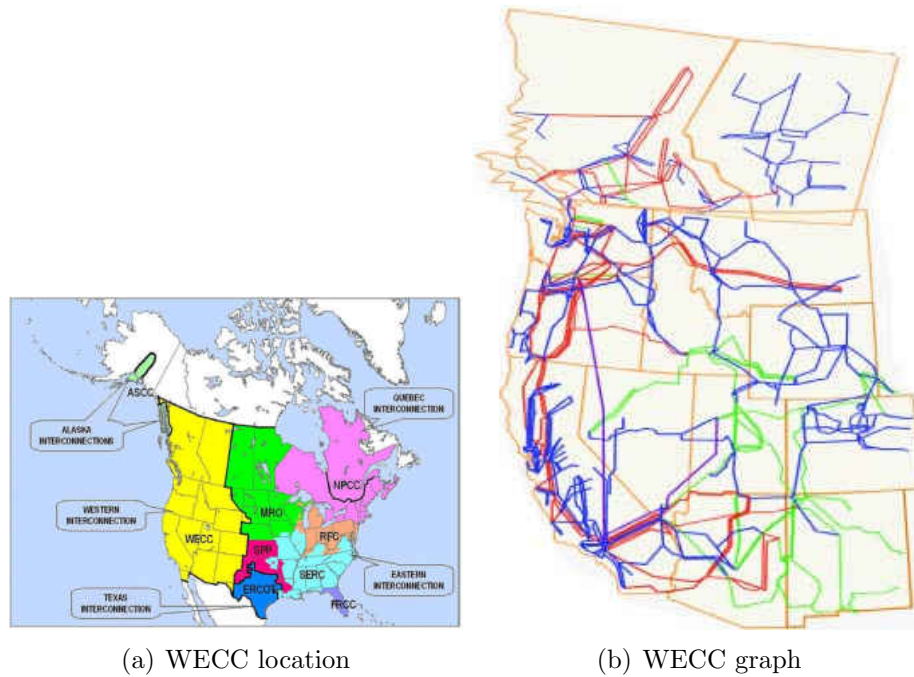 QUEBEC
INTERCONNECTION
ASCC
ALASKA
INTERCONNECTIONS
NPCC
WESTERN
INTERCONNECTION
MRO
WECC
RFC
SPP
SERC
EASTERN
INTERCONNECTION
ERCOT
TEXAS
INTERCONNECTION
FRCC
(a) WECC location
(b) WECC graph